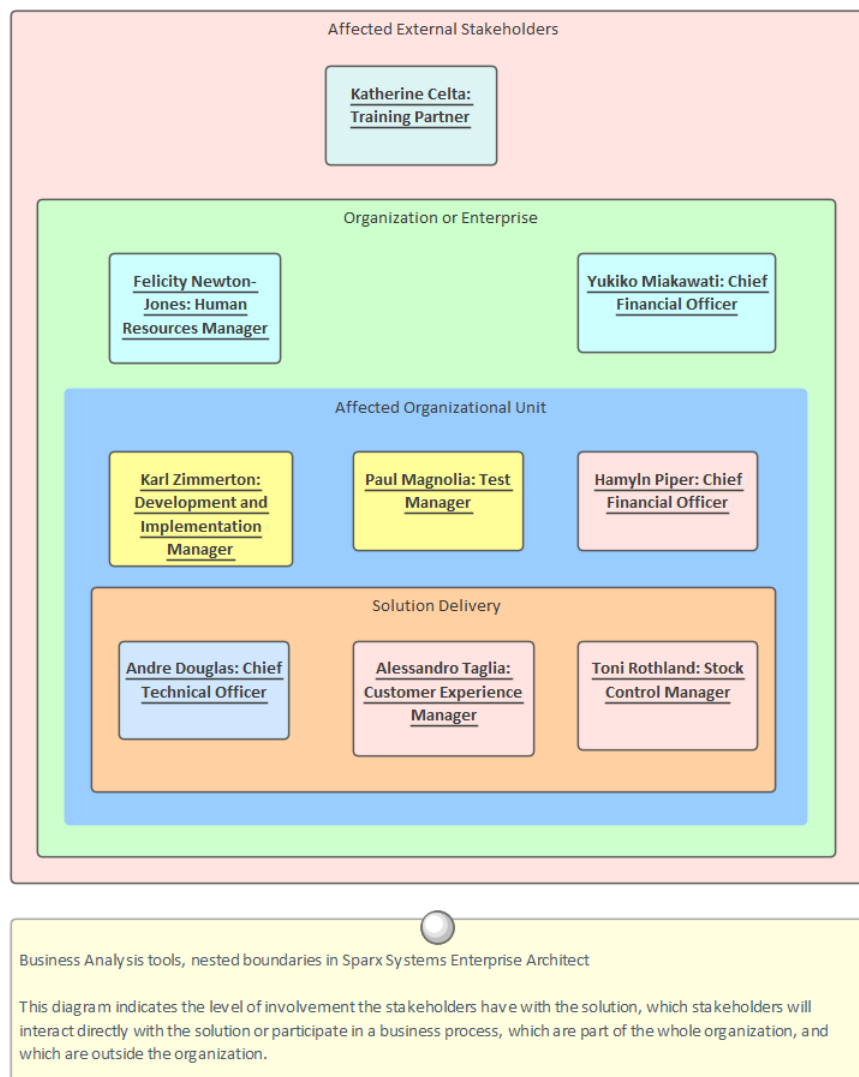 Affected External Stakeholders
Katherine Celta:
Training Partner
Organization or Enterprise
Felicity Newton-
Jones: Human
Resources Manager
Yukiko Miakawati: Chief
Financial Officer
Affected Organizational Unit
Karl Zimmerton:
Development and
Implementation
Manager
Paul Magnolia: Test
Manager
Hamyln Piper: Chief
Financial Officer
Solution Delivery
Andre Douglas: Chief
Technical Officer
Alessandro Taglia:
Customer Experience
Manager
Toni Rothland: Stock
Control Manager
Business Analysis tools, nested boundaries in Sparx Systems Enterprise Architect
This diagram indicates the level of involvement the stakeholders have with the solution, which stakeholders will
interact directly with the solution or participate in a business process, which are part of the whole organization, and
which are outside the organization.